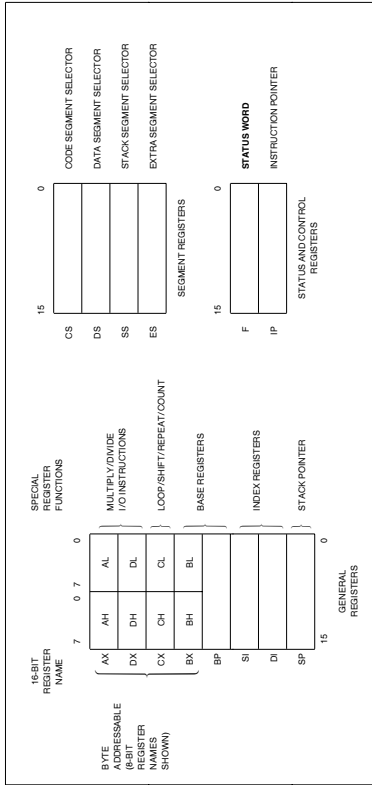 16-BIT
REGISTER
NAME
SPECIAL
REGISTER
FUNCTIONS
7 0 7 0
BYTE
ADDRESSABLE
(8-BIT
REGISTER
NAMES
SHOWN)
AX AH AL
DX DH DL
CX CH CL
BX BH BL
BP
SI
DI
SP
MULTIPLY/DIVIDE
I/O INSTRUCTIONS
LOOP/SHIFT/REPEAT/COUNT
BASE REGISTERS
INDEX REGISTERS
STACK POINTER
15 0
GENERAL
REGISTERS
15 0
CS CODE SEGMENT SELECTOR
DS DATA SEGMENT SELECTOR
SS STACK SEGMENT SELECTOR
ES EXTRA SEGMENT SELECTOR
SEGMENT REGISTERS
15 0
F STATUS WORD
IP INSTRUCTION POINTER
STATUS AND CONTROL
REGISTERS